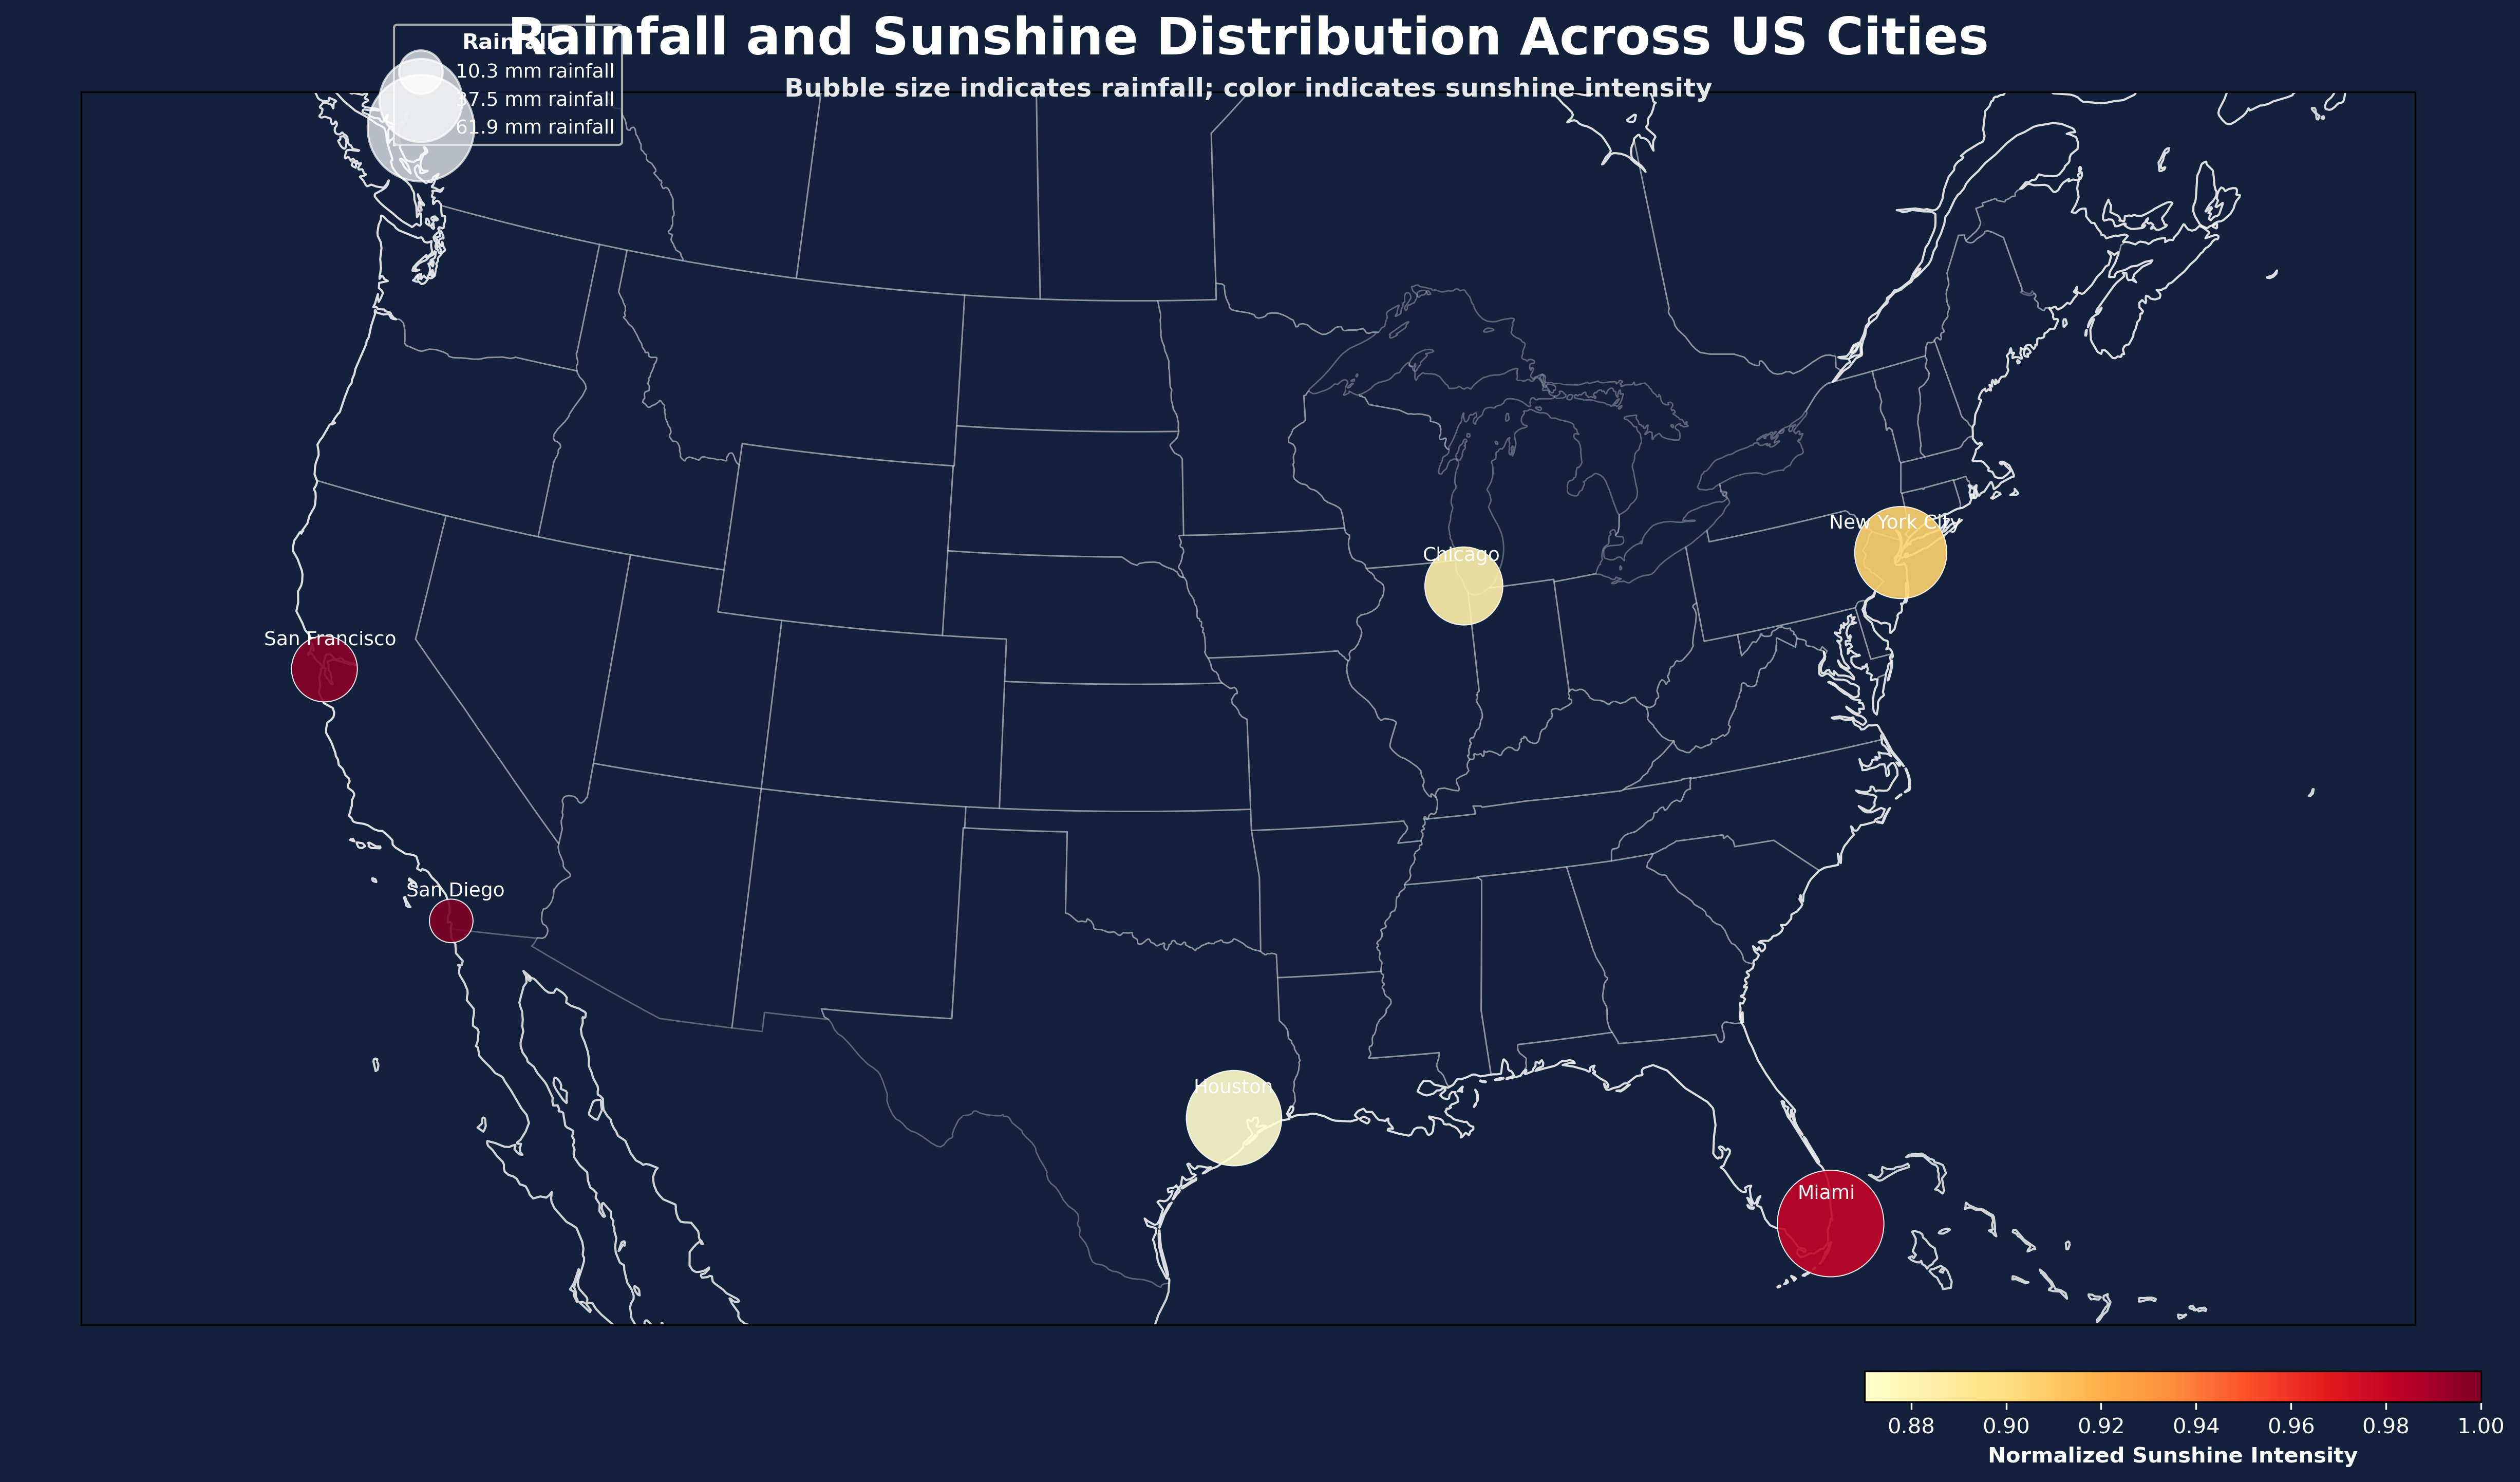 Rainfall and Sunshine Distribution Across US Cities
Bubble size indicates rainfall; color indicates sunshine intensity
Rainfall
10.3 mm rainfall
37.5 mm rainfall
61.9 mm rainfall
New York City
Chicago
San Francisco
San Diego
Houston
Miami
0.88 0.90 0.92 0.94 0.96 0.98 1.00
Normalized Sunshine Intensity